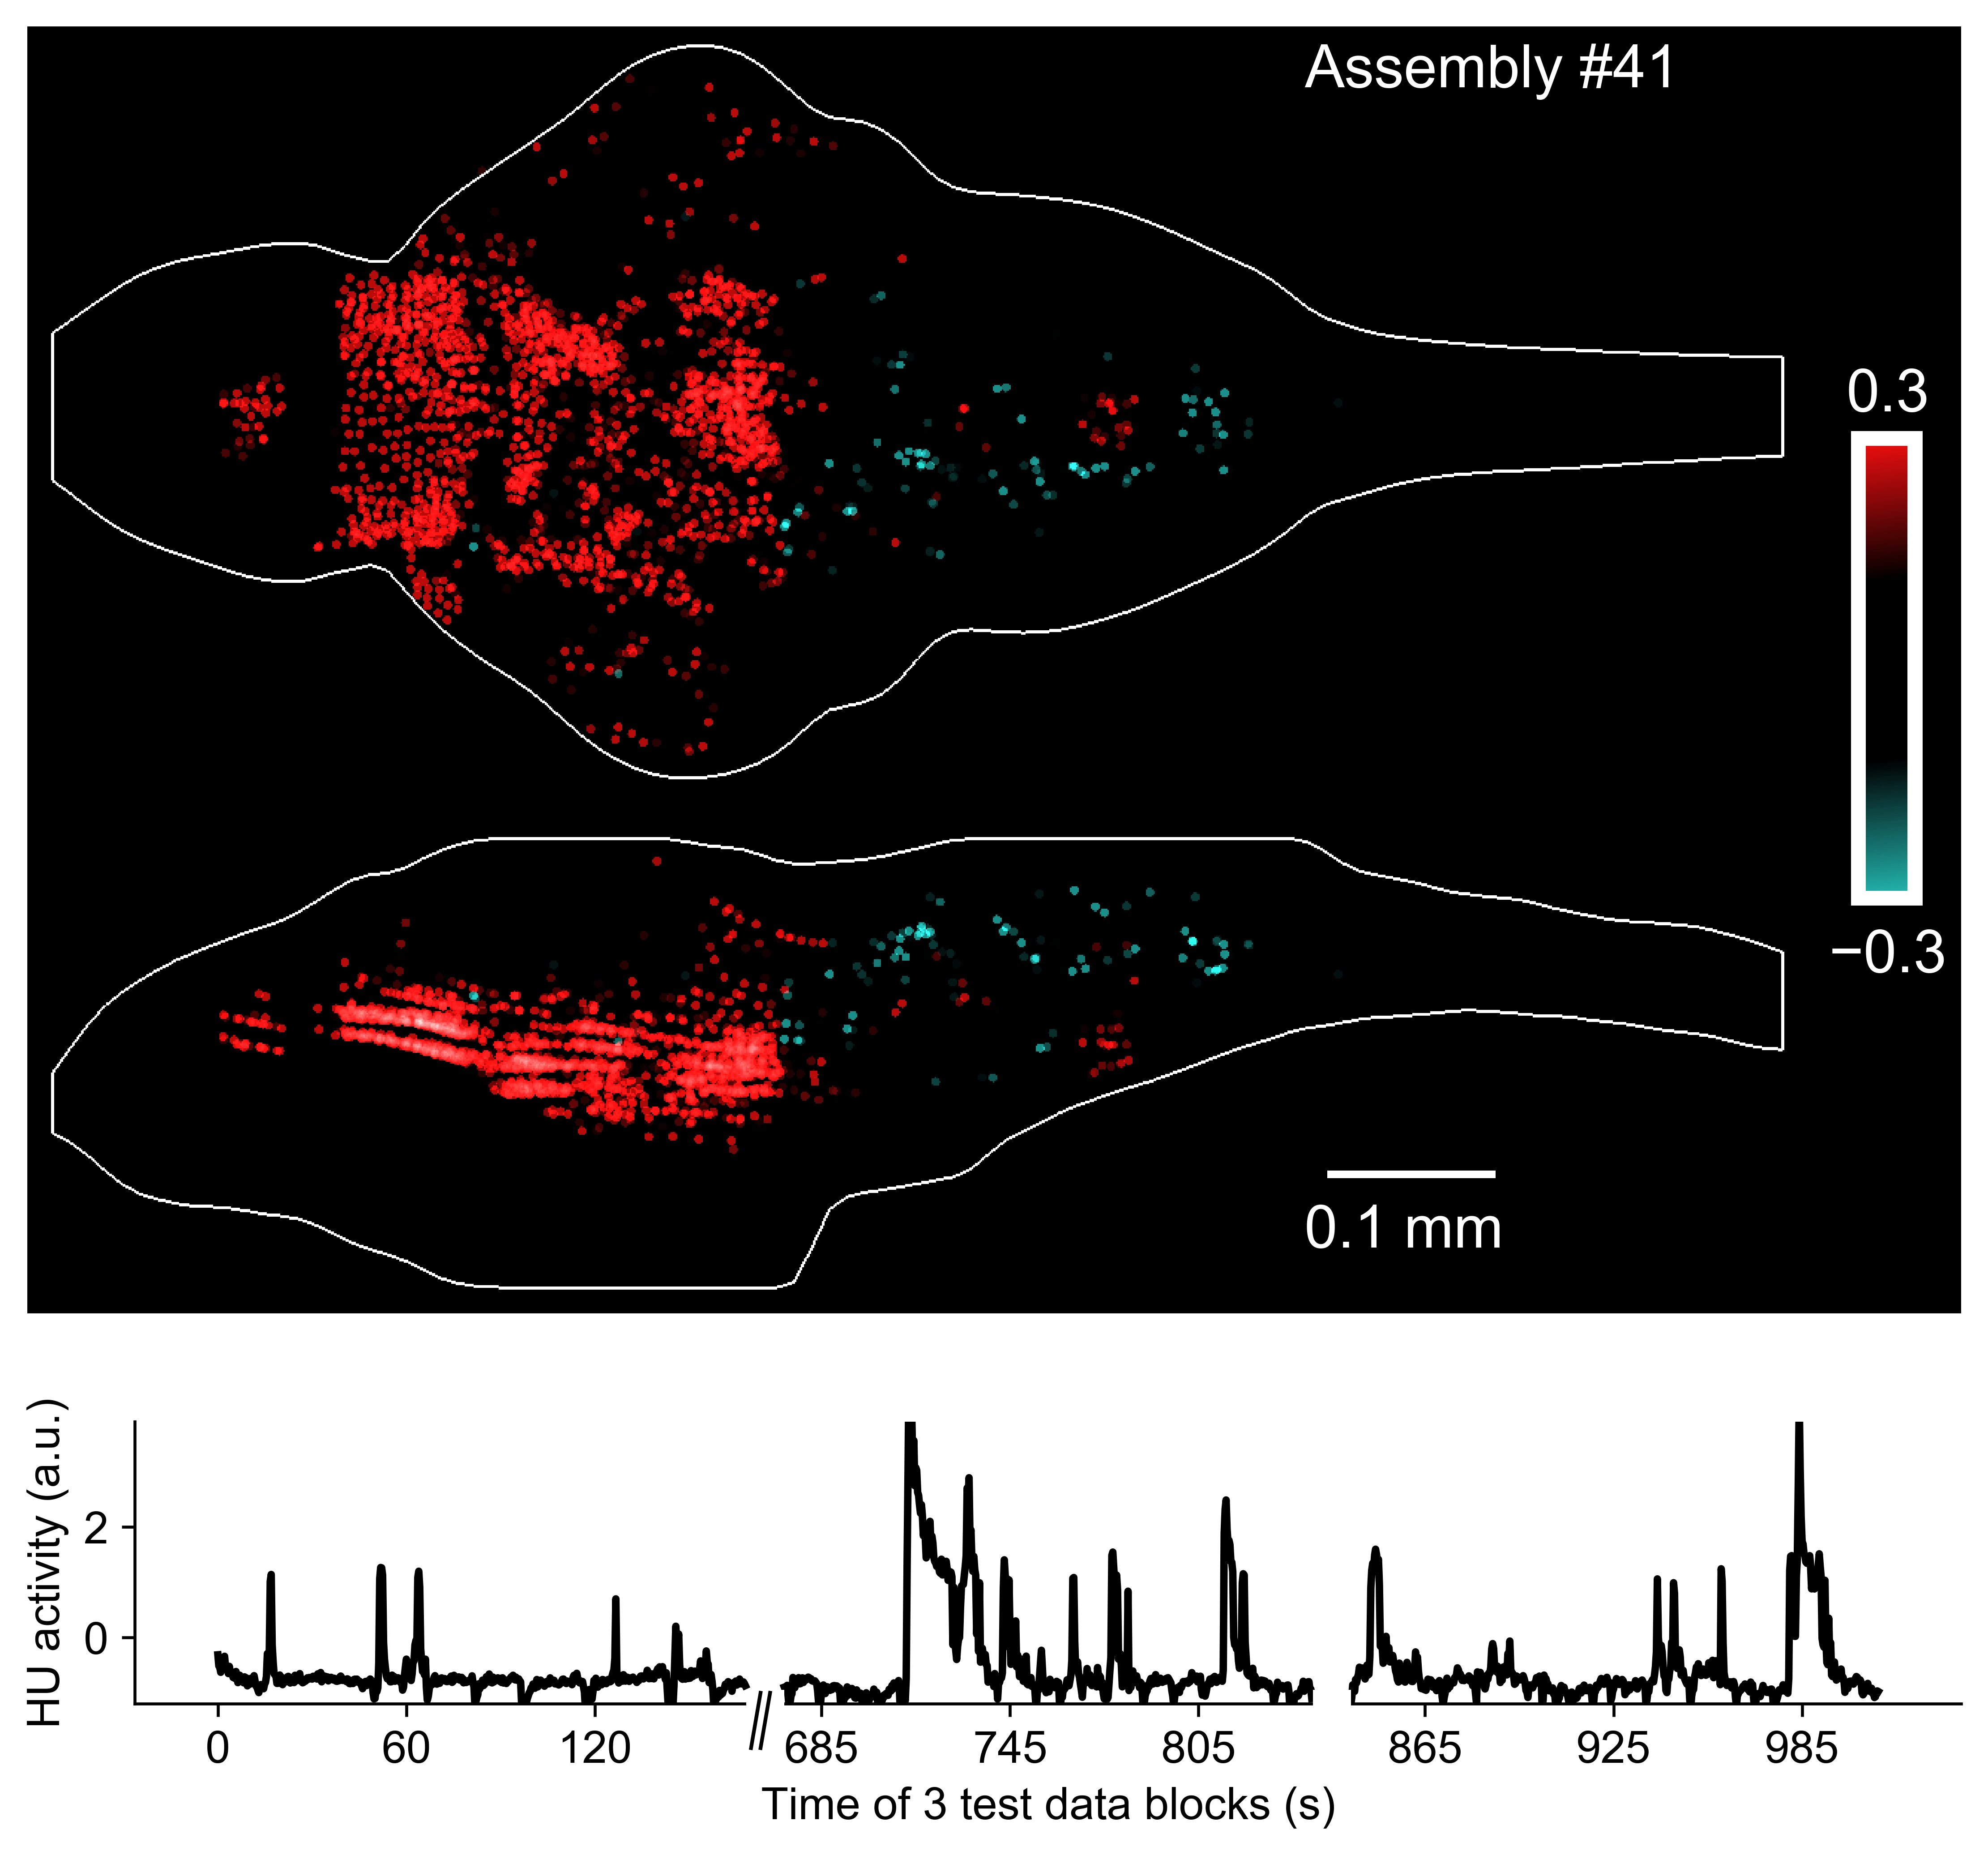 Assembly #41
0.3
−0.3
0.1 mm
HU activity (a.u.)
2
0
0 60 120 685 745 805 865 925 985
Time of 3 test data blocks (s)